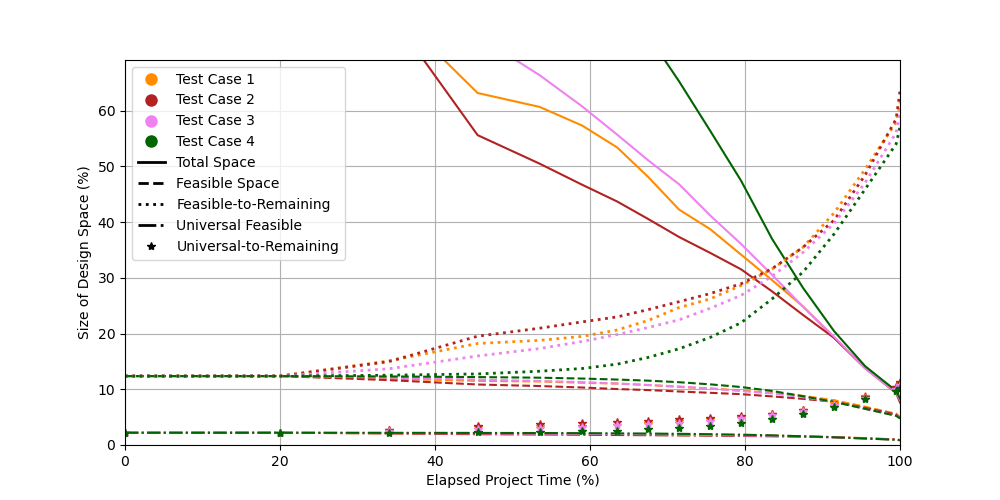 Test Case 1
Test Case 2
Test Case 3
Test Case 4
Total Space
Feasible Space
Feasible-to-Remaining
Universal Feasible
Universal-to-Remaining
Size of Design Space (%)
60
50
40
30
20
10
0
0 20 40 60 80 100
Elapsed Project Time (%)